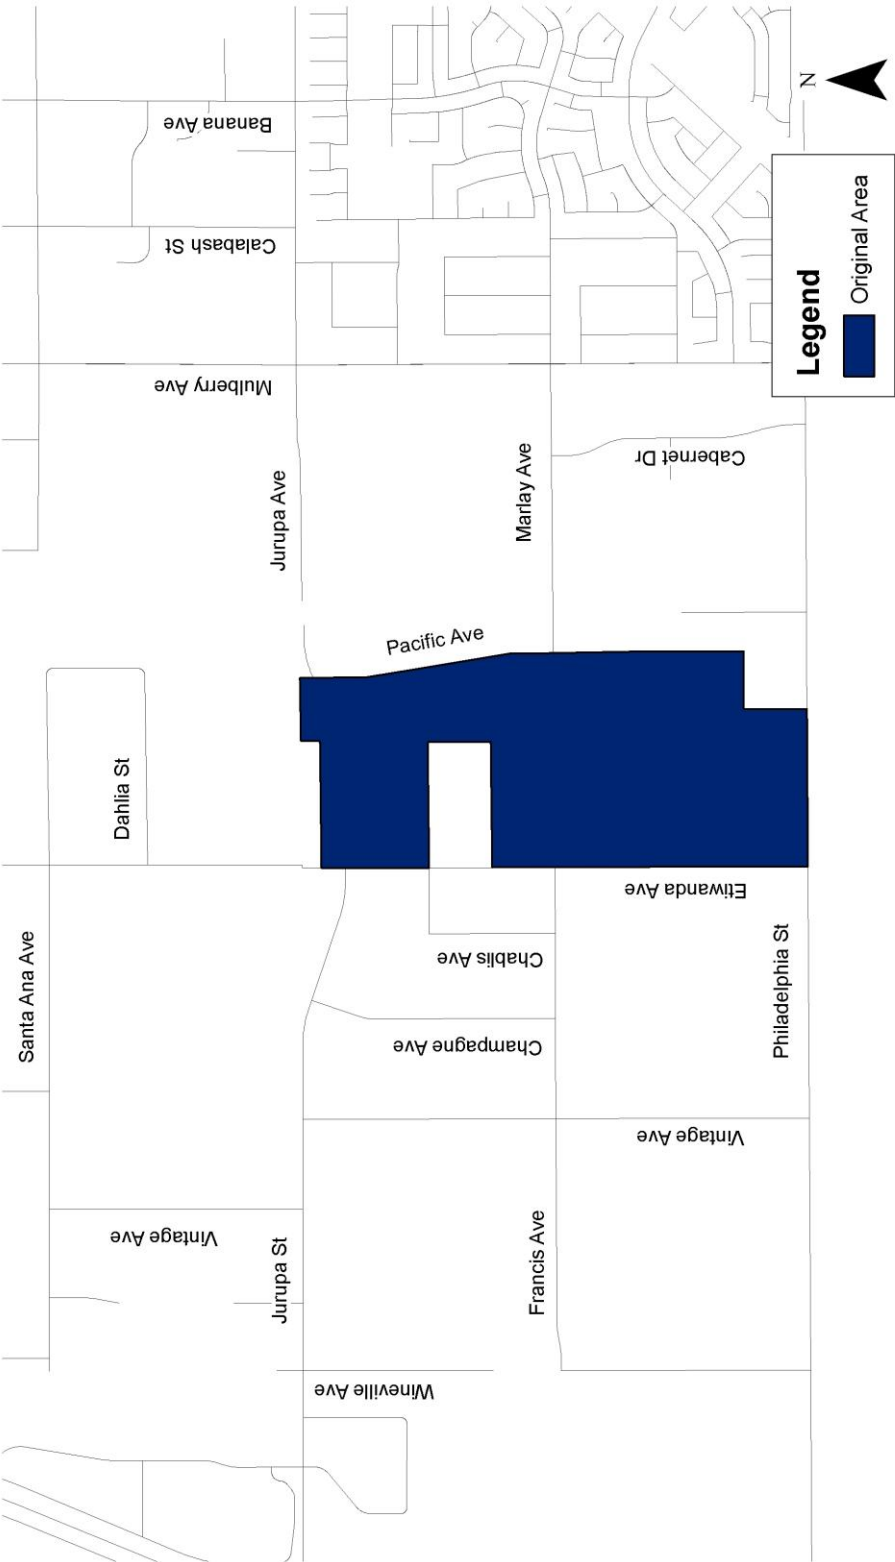 Banana Ave
Calabash St
Mulberry Ave
Jurupa Ave
Marlay Ave
Cabernet Dr
Pacific Ave
Dahlia St
Santa Ana Ave
Etiwanda Ave
Chablis Ave
Champagne Ave
Philadelphia St
Vintage Ave
Vintage Ave
Jurupa St
Francis Ave
Wineville Ave
N
Legend
Original Area